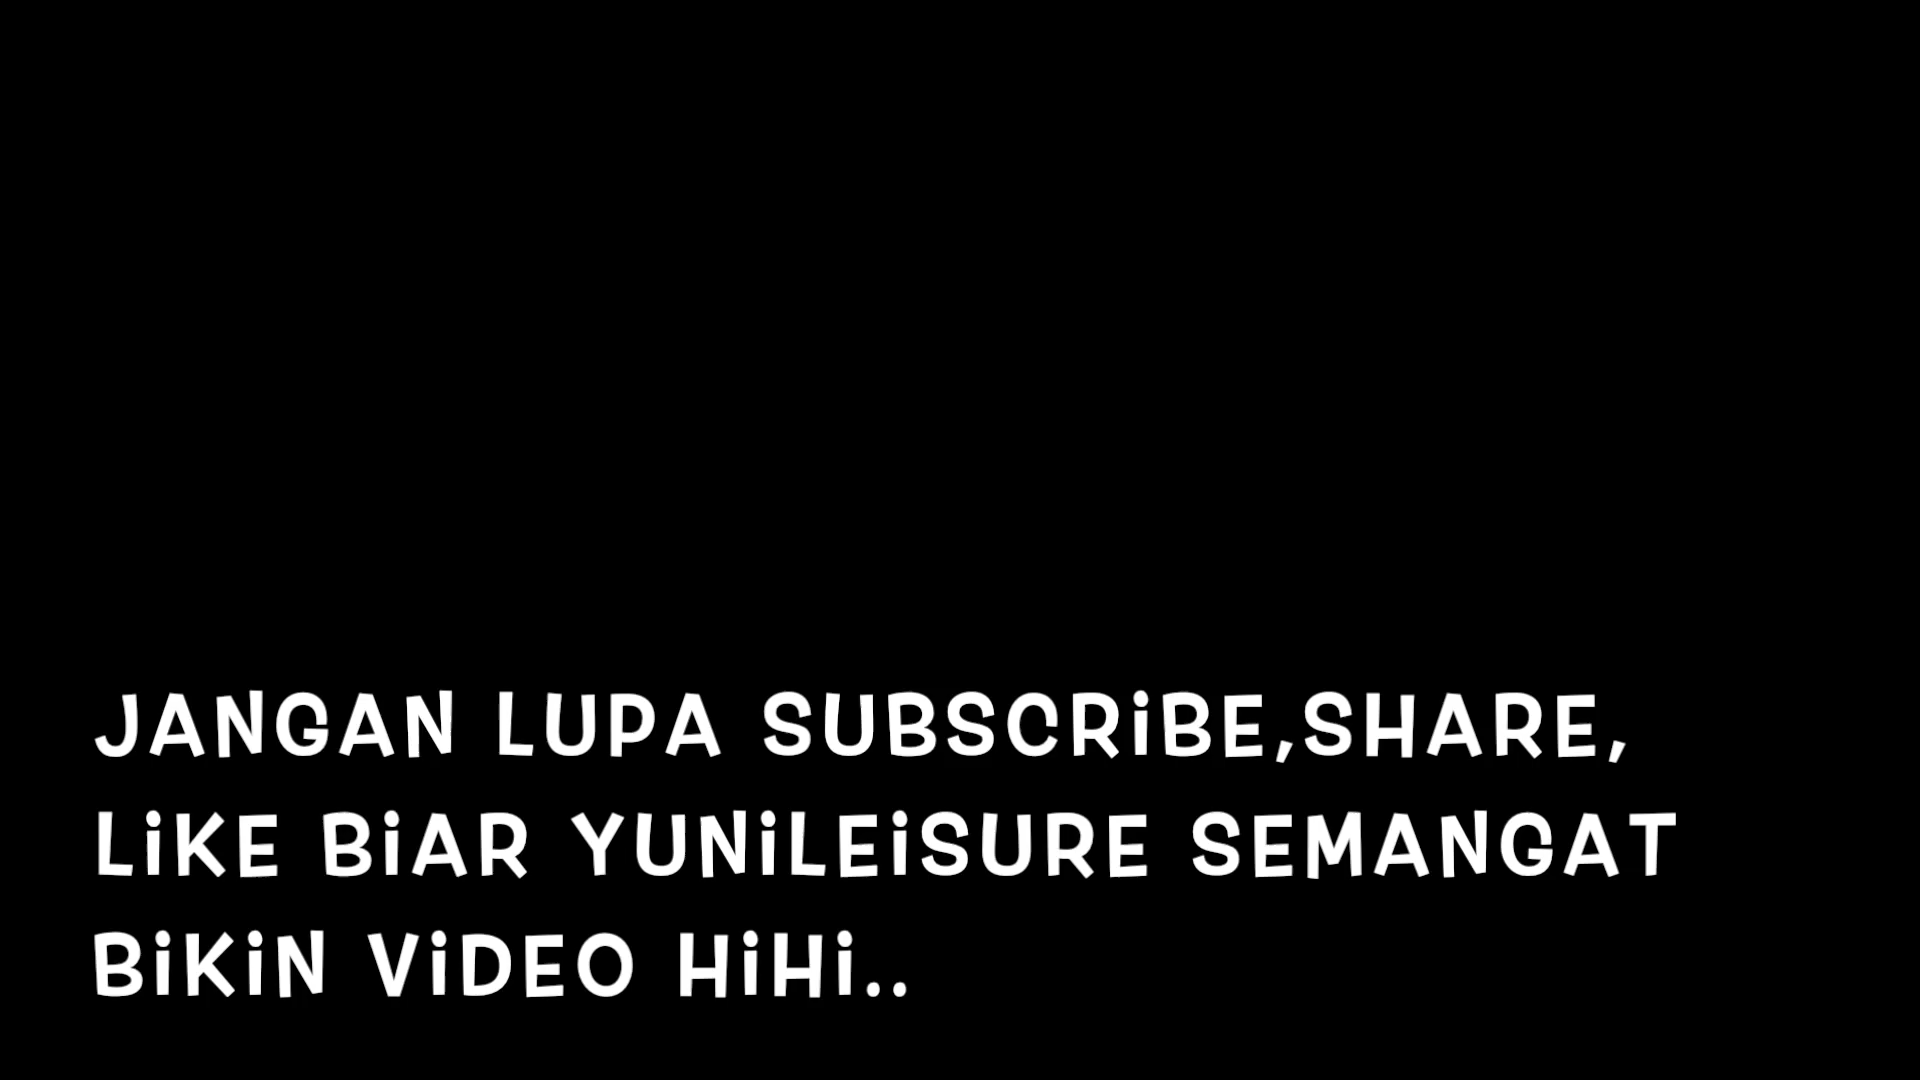 JANGAN LUPA SUBSCRiBE,SHARE,
LiKE BiAR YUNiLEiSURE SEMANGAT
BiKiN ViDEO HiHi..